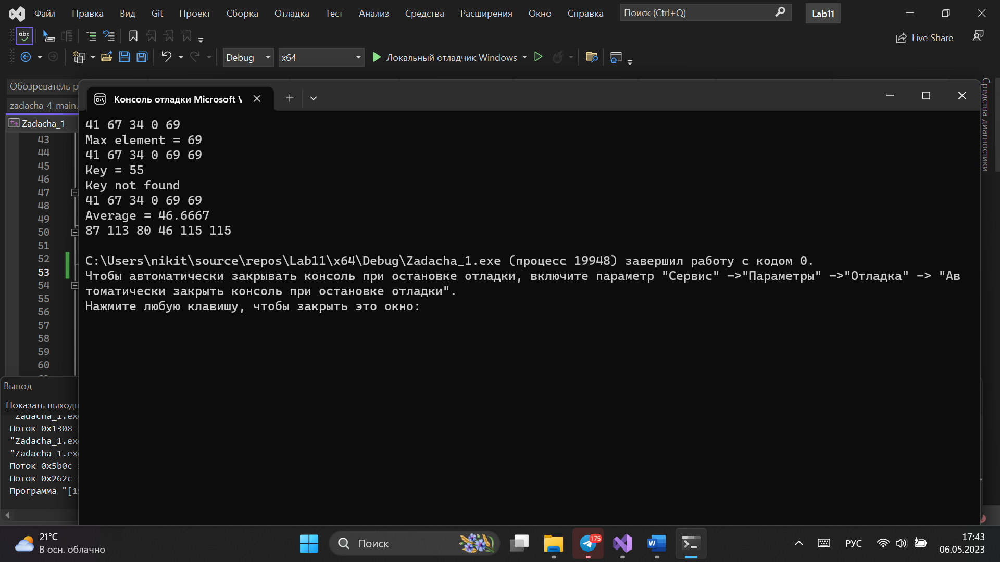 Файл Правка Вид Git Проект Сборка Отладка Тест Анализ Средства Расширения Окно Справка Поиск (Ctrl+Q) Lab11
abc Live Share
Debug x64 Локальный отладчик Windows
Обозреватель р
zadacha_4_main.
Zadacha_1
Консоль отладки Microsoft V
41 67 34 0 69
Max element = 69
41 67 34 0 69 69
Key = 55
Key not found
41 67 34 0 69 69
Average = 46.6667
87 113 80 46 115 115
C:\Users\nikit\source\repos\Lab11\x64\Debug\Zadacha_1.exe (процесс 19948) завершил работу с кодом 0.
Чтобы автоматически закрывать консоль при остановке отладки, включите параметр "Сервис" ->"Параметры" ->"Отладка" -> "Ав
томатически закрыть консоль при остановке отладки".
Нажмите любую клавишу, чтобы закрыть это окно:
Средства диагностики
43
44
45
46
47
48
49
50
51
52
53
54
55
56
57
58
59
60
Вывод
Показать выходн
"Zadacha_1.exe
Поток 0x1308
"Zadacha_1.exe
"Zadacha_1.exe
Поток 0x5b0c
Поток 0x262c
Программа "[19
21°C
В осн. облачно
Поиск
175
РУС
17:43
06.05.2023